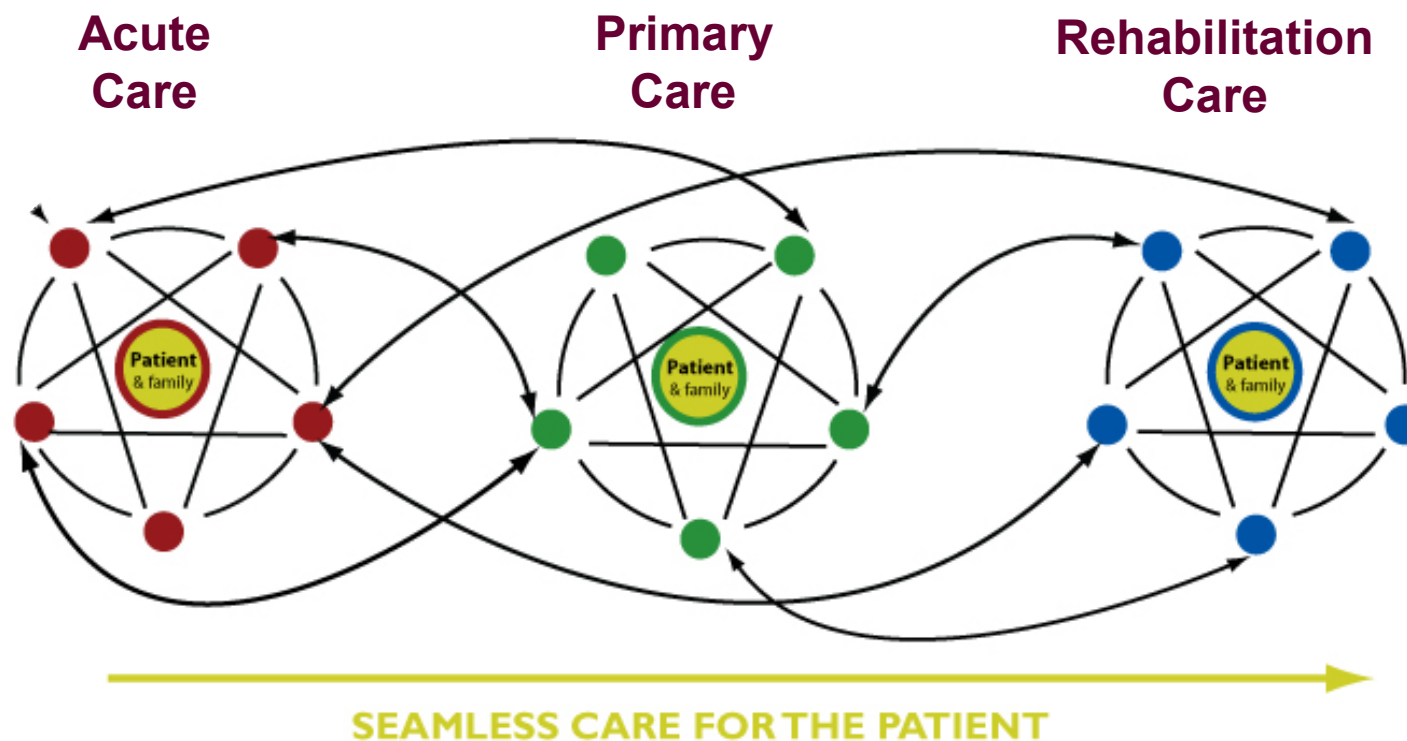 Acute
Care
Primary
Care
Rehabilitation
Care
Patient
& family
Patient
& family
Patient
& family
SEAMLESS CARE FOR THE PATIENT